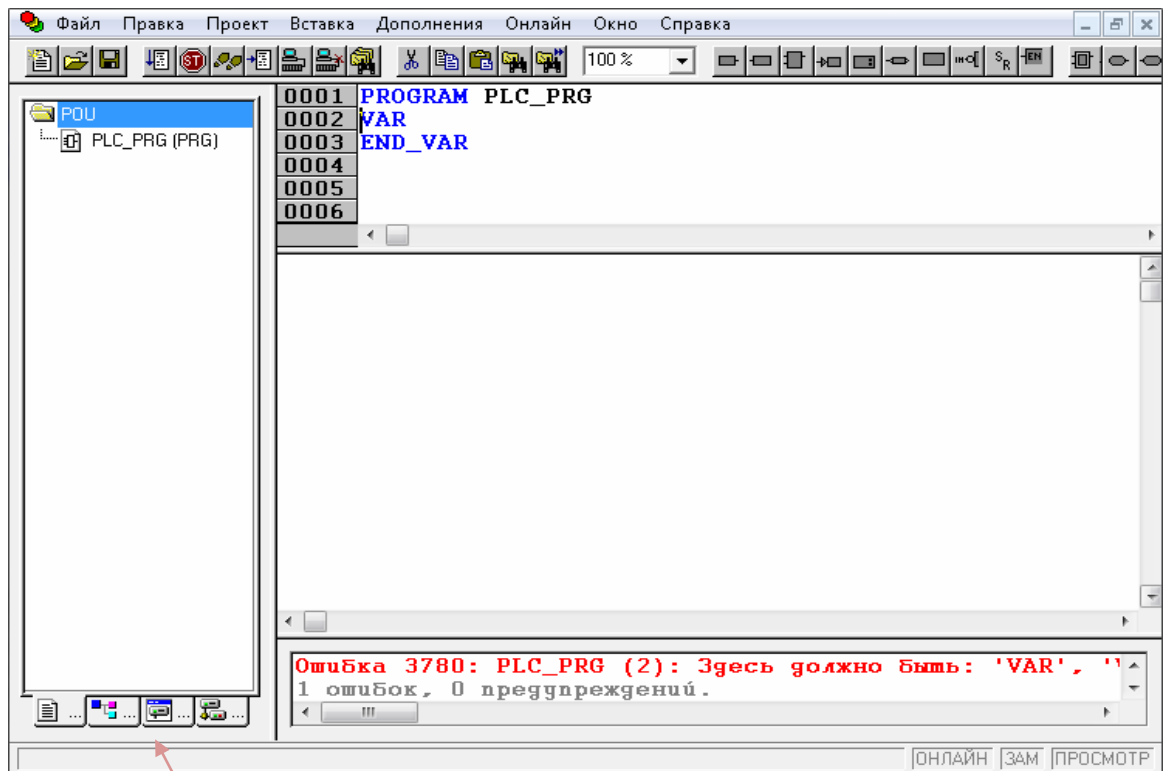 Файл Правка Проект Вставка Дополнения Онлайн Окно Справка
100 %
POU
PLC_PRG (PRG)
0001 PROGRAM PLC_PRG
0002 VAR
0003 END_VAR
0004
0005
0006
Ошибка 3780: PLC_PRG (2): Здесь должно быть: 'VAR', '
1 ошибок, 0 предупреждений.
... ... ... ...
ОНЛАЙН ЗАМ ПРОСМОТР